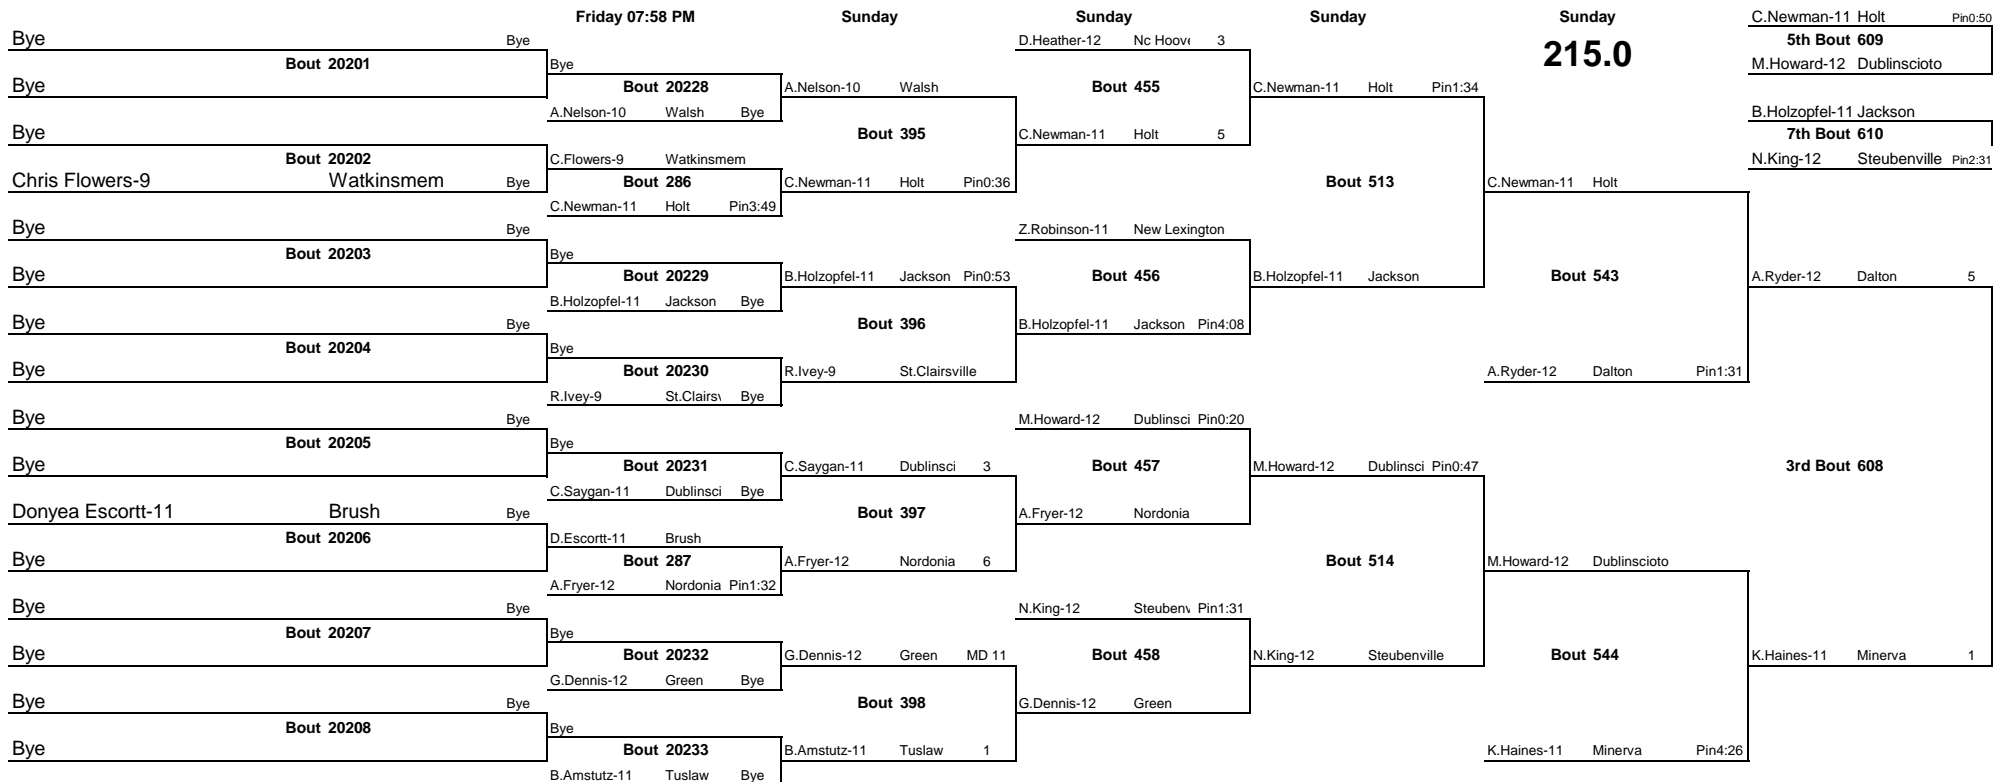 Friday 07:58 PM Sunday Sunday Sunday Sunday C.Newman-11 Holt Pin0:50
Bye Bye D.Heather-12 Nc Hoove 3 215.0 5th Bout 609
Bout 20201 Bye M.Howard-12 Dublinscioto
Bye Bout 20228 A.Nelson-10 Walsh Bout 455 C.Newman-11 Holt Pin1:34
A.Nelson-10 Walsh Bye B.Holzopfel-11 Jackson
Bye Bout 395 C.Newman-11 Holt 5 7th Bout 610
Bout 20202 C.Flowers-9 Watkinsmem N.King-12 Steubenville Pin2:31
Chris Flowers-9 Watkinsmem Bye Bout 286 C.Newman-11 Holt Pin0:36 Bout 513 C.Newman-11 Holt
C.Newman-11 Holt Pin3:49
Bye Bye Z.Robinson-11 New Lexington
Bout 20203 Bye
Bye Bout 20229 B.Holzopfel-11 Jackson Pin0:53 Bout 456 B.Holzopfel-11 Jackson Bout 543 A.Ryder-12 Dalton 5
B.Holzopfel-11 Jackson Bye
Bye Bye Bout 396 B.Holzopfel-11 Jackson Pin4:08
Bout 20204 Bye
Bye Bout 20230 R.Ivey-9 St.Clairsville A.Ryder-12 Dalton Pin1:31
R.Ivey-9 St.Clairsv Bye
Bye Bye M.Howard-12 Dublinsci Pin0:20
Bout 20205 Bye
Bye Bout 20231 C.Saygan-11 Dublinsci 3 Bout 457 M.Howard-12 Dublinsci Pin0:47 3rd Bout 608
C.Saygan-11 Dublinsci Bye
Donyea Escortt-11 Brush Bye Bout 397 A.Fryer-12 Nordonia
Bout 20206 D.Escortt-11 Brush
Bye Bout 287 A.Fryer-12 Nordonia 6 Bout 514 M.Howard-12 Dublinscioto
A.Fryer-12 Nordonia Pin1:32
Bye Bye N.King-12 Steubenv Pin1:31
Bout 20207 Bye
Bye Bout 20232 G.Dennis-12 Green MD 11 Bout 458 N.King-12 Steubenville Bout 544 K.Haines-11 Minerva 1
G.Dennis-12 Green Bye
Bye Bye Bout 398 G.Dennis-12 Green
Bout 20208 Bye
Bye Bout 20233 B.Amstutz-11 Tuslaw 1 K.Haines-11 Minerva Pin4:26
B.Amstutz-11 Tuslaw Bye